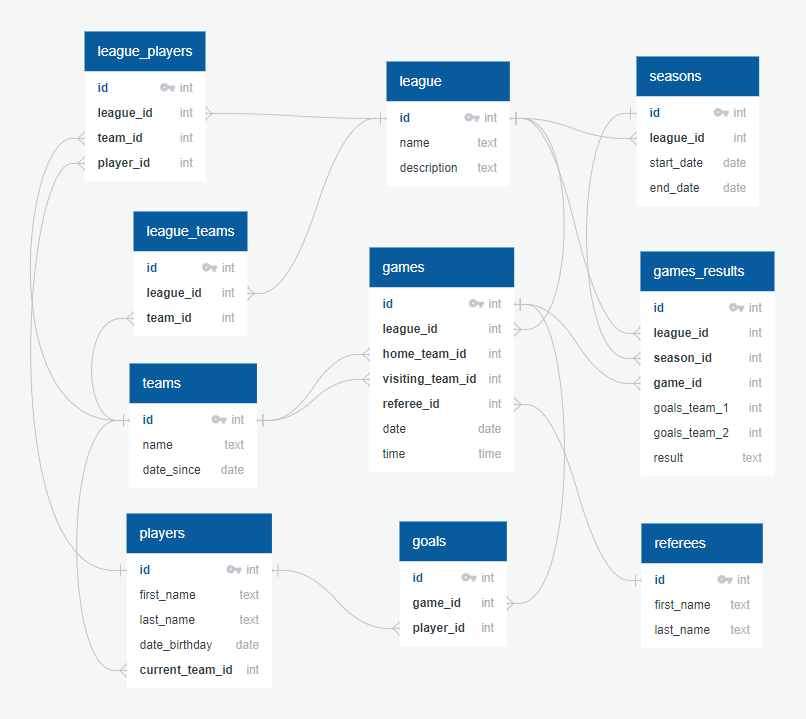 league_players
id int
league_id int
team_id int
player_id int
league
id int
name text
description text
seasons
id int
league_id int
start_date date
end_date date
league_teams
id int
league_id int
team_id int
games
id int
league_id int
home_team_id int
visiting_team_id int
referee_id int
date date
time time
games_results
id int
league_id int
season_id int
game_id int
goals_team_1 int
goals_team_2 int
result text
teams
id int
name text
date_since date
players
id int
first_name text
last_name text
date_birthday date
current_team_id int
goals
id int
game_id int
player_id int
referees
id int
first_name text
last_name text